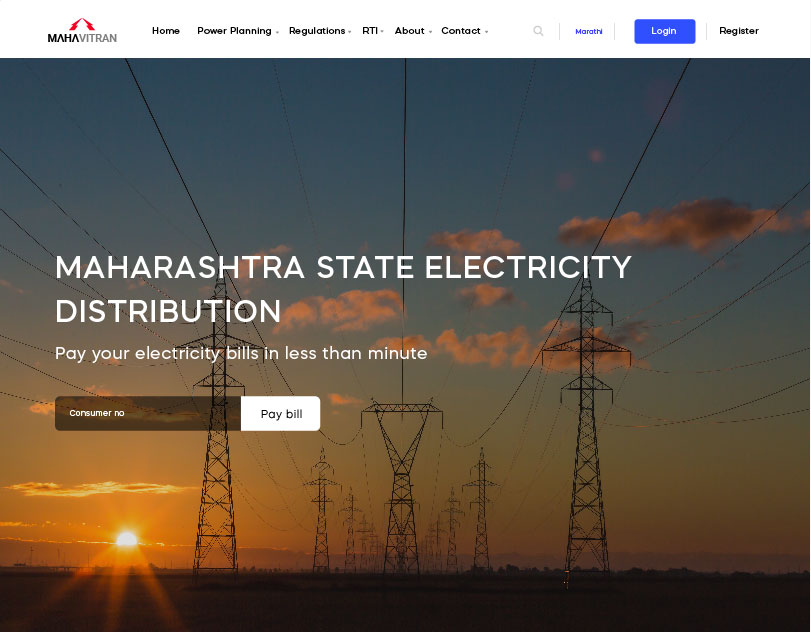 MAHAVITRAN
Home Power Planning Regulations RTI About Contact Marathi Login Register
MAHARASHTRA STATE ELECTRICITY
DISTRIBUTION
Pay your electricity bills in less than minute
Consumer no Pay bill